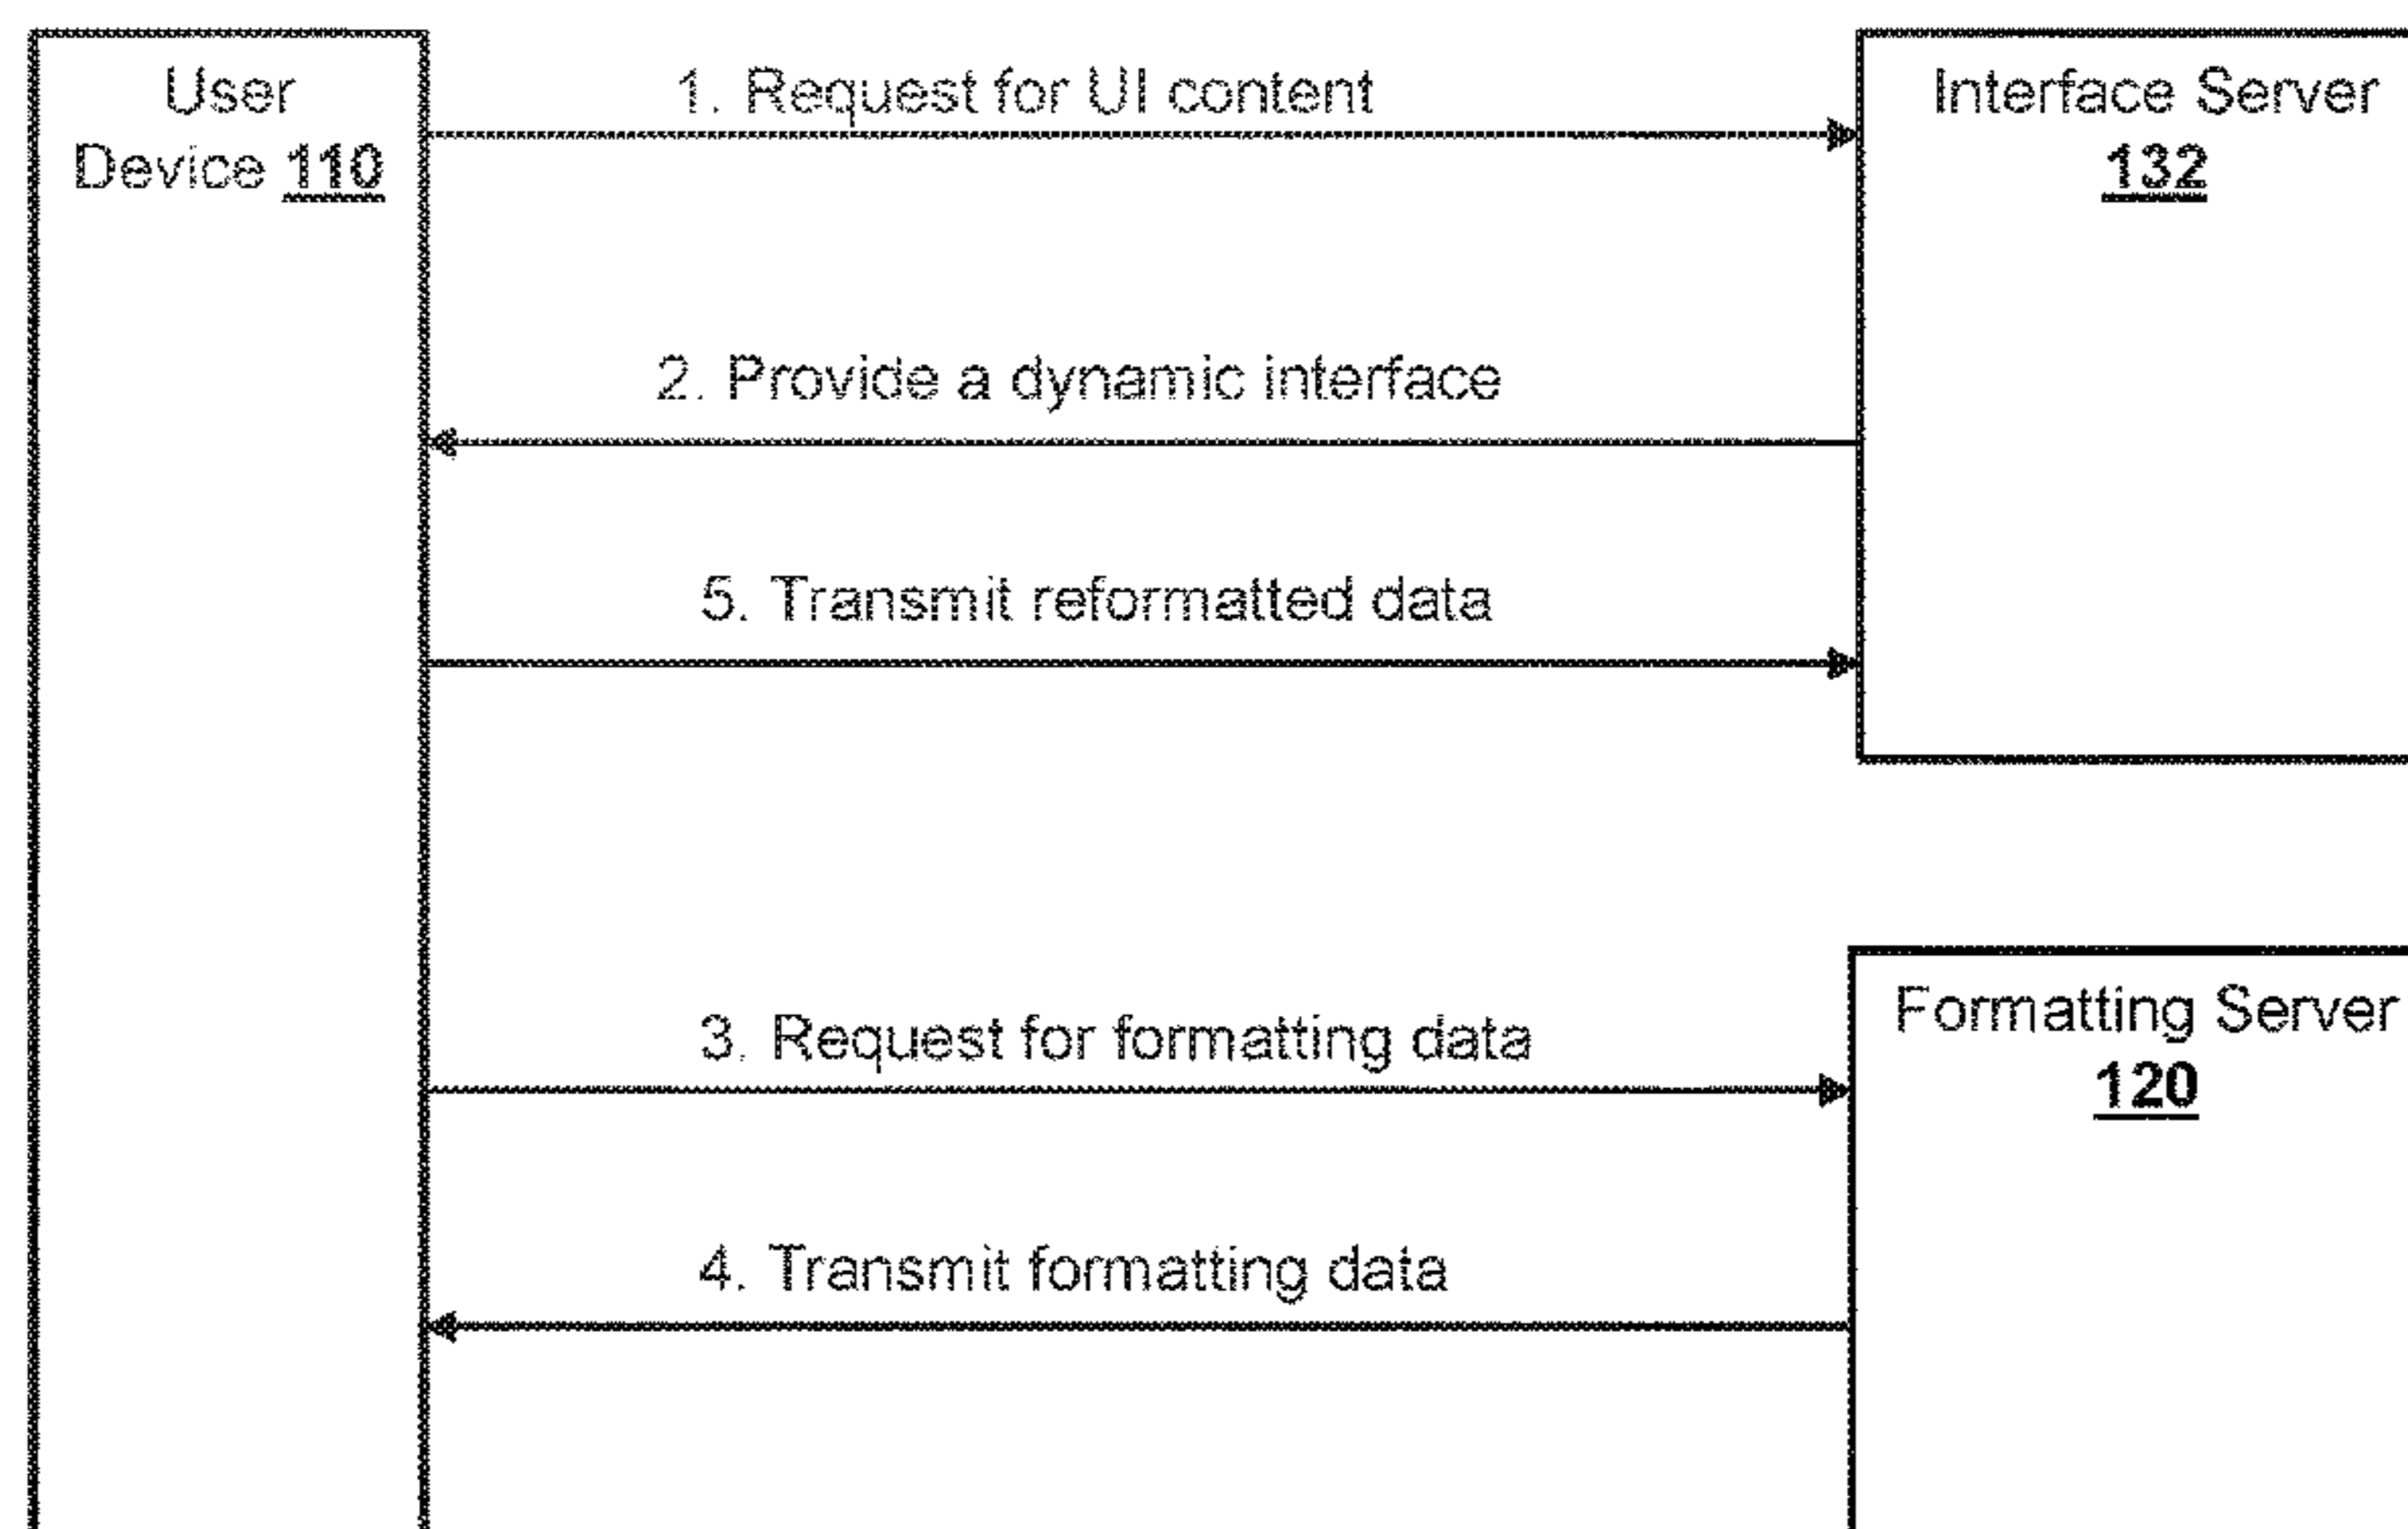 User
Device 110
1. Request for UI content
Interface Server
132
2. Provide a dynamic interface
5. Transmit reformatted data
Formatting Server
120
3. Request for formatting data
4. Transmit formatting data